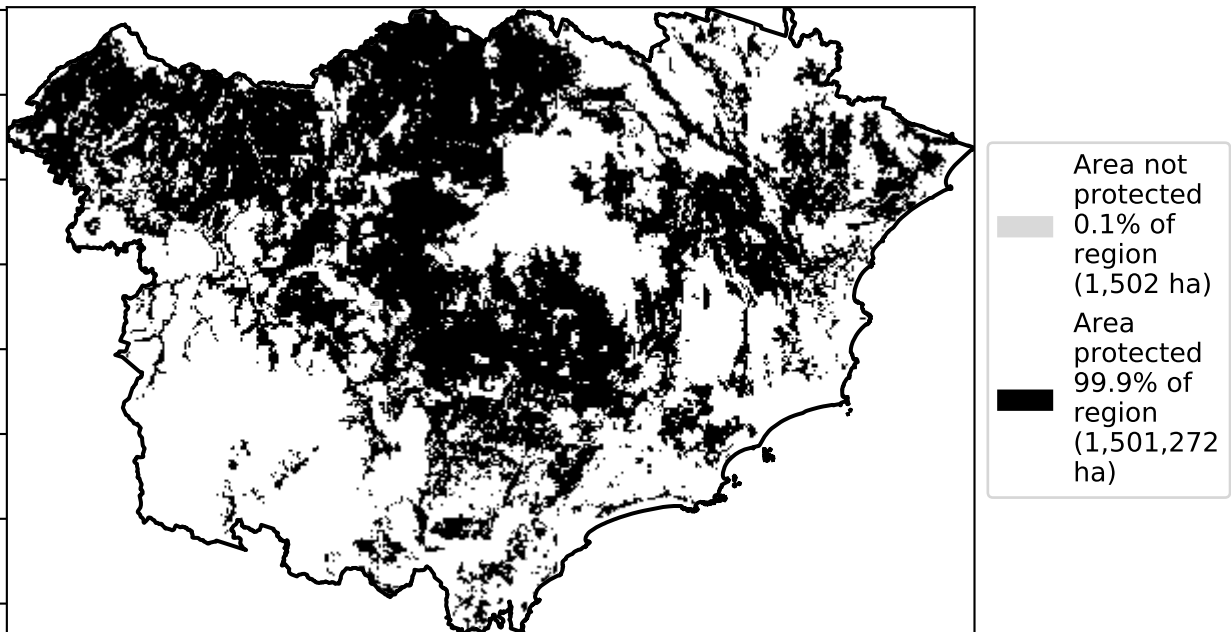 Area not
protected
0.1% of
region
(1,502 ha)
Area
protected
99.9% of
region
(1,501,272
ha)